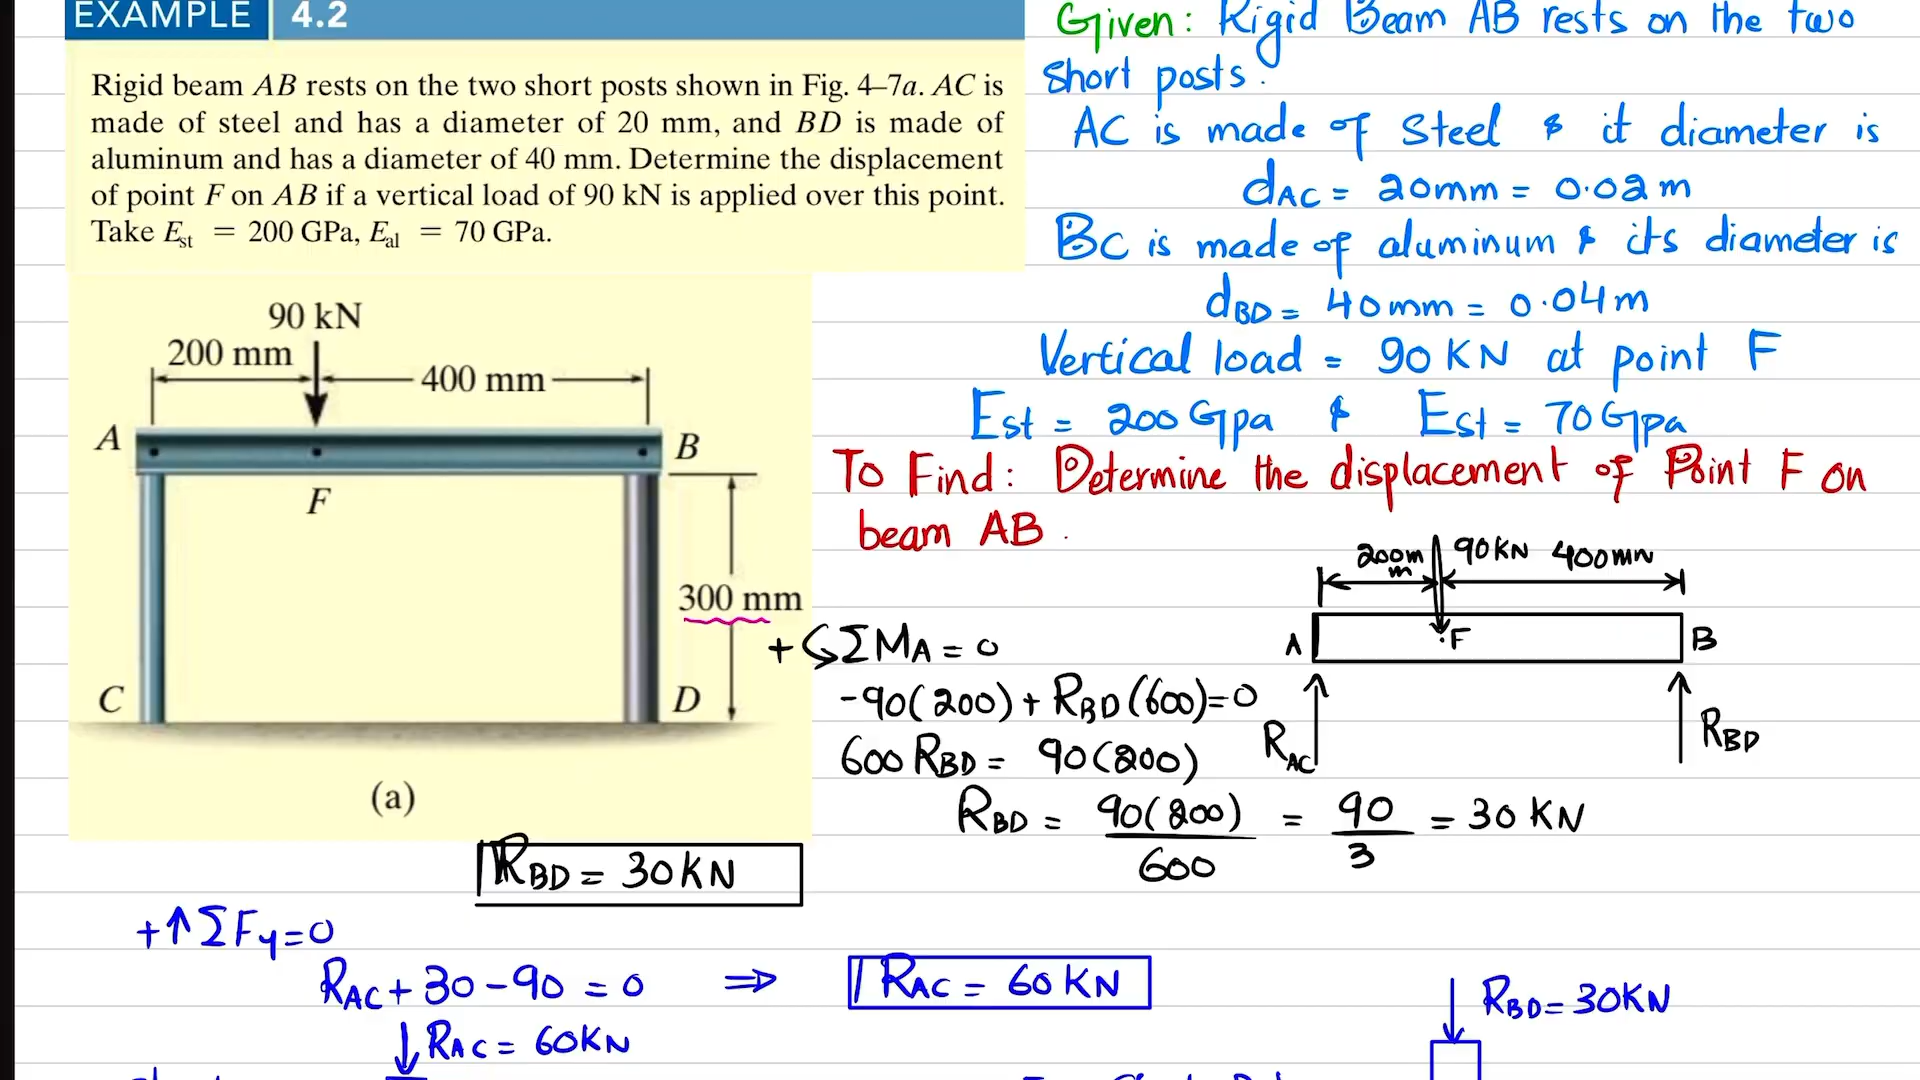 EXAMPLE 4.2
Rigid beam AB rests on the two short posts shown in Fig. 4–7a. AC is
made of steel and has a diameter of 20 mm, and BD is made of
aluminum and has a diameter of 40 mm. Determine the displacement
of point F on AB if a vertical load of 90 kN is applied over this point.
Take Est = 200 GPa, Eal = 70 GPa.
90 kN
200 mm
400 mm
A
B
F
300 mm
C
D
(a)
Given: Rigid Beam AB rests on the two
short posts.
AC is made of Steel & it diameter is
dAC = 20mm = 0.02m
BC is made of aluminum & its diameter is
dBD = 40mm = 0.04m
Vertical load = 90 KN at point F
Est = 200 Gpa & Est = 70 Gpa
To Find: Determine the displacement of Point F on
beam AB.
200mm 90KN 400mm
A F B
RAC RBD
+ ΣMA = 0
-90(200) + RBD(600) = 0
600 RBD = 90(200)
RBD = 90(200)/600 = 90/3 = 30 KN
RBD = 30KN
+↑ΣFy=0
RAC + 30 - 90 = 0 ⇒ RAC = 60 KN
↓ RAC = 60KN
↓ RBD = 30KN